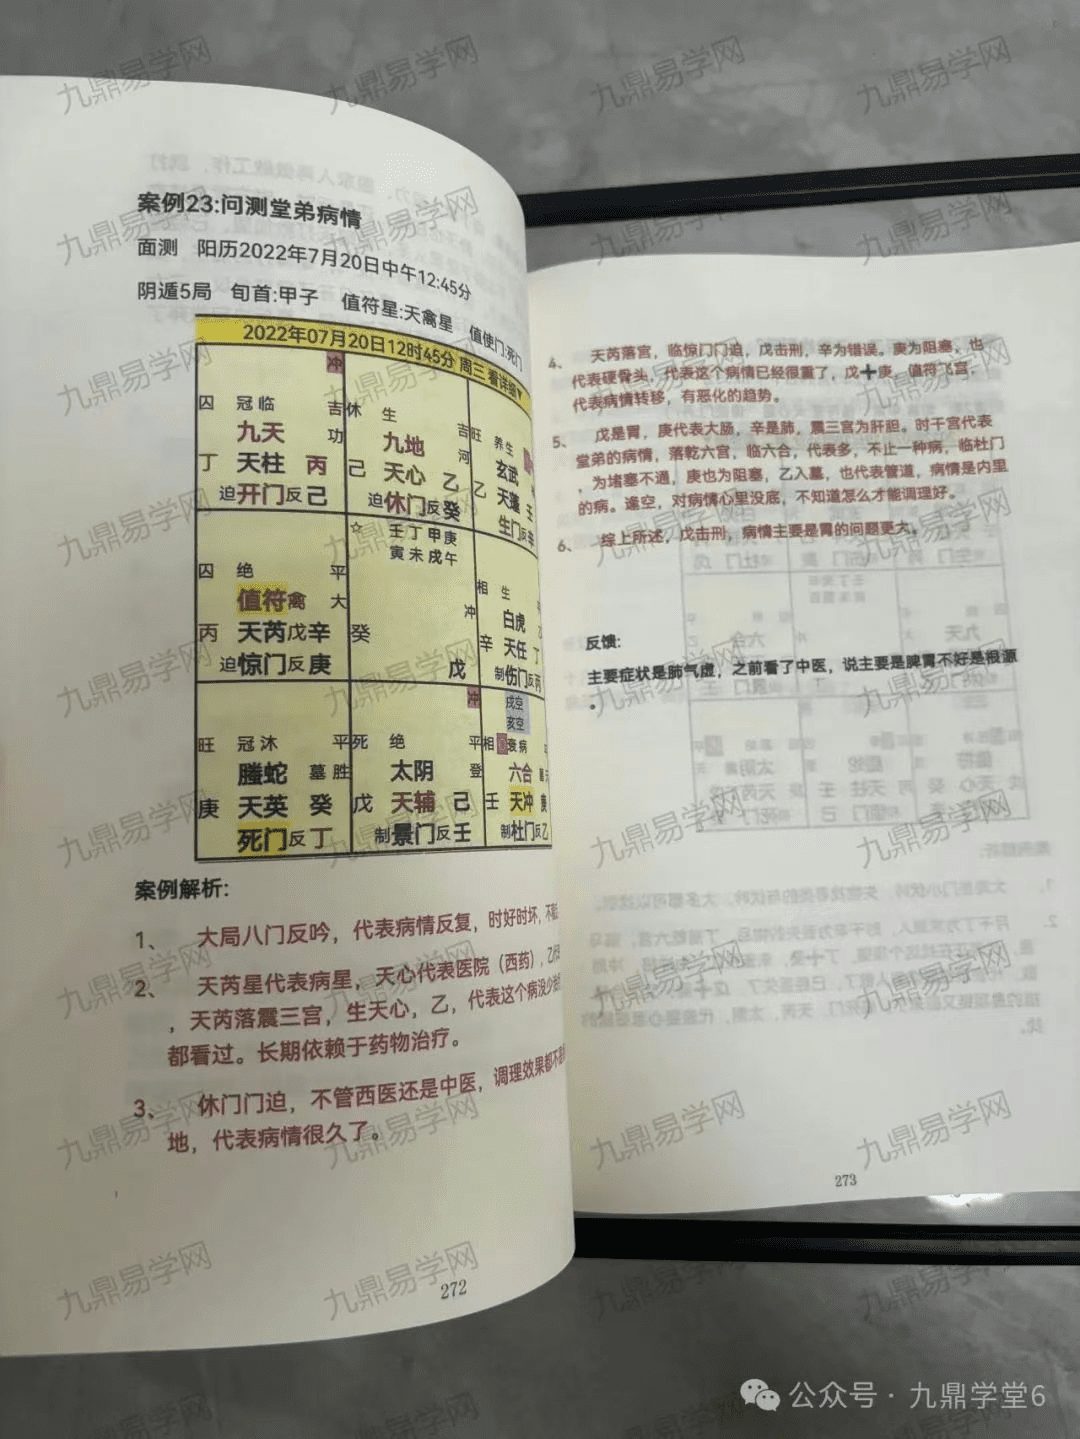 案例23:问测堂弟病情
面测 阳历2022年7月20日中午12:45分
阴遁5局 旬首:甲子 值符星:天禽星 值使门:死门
2022年07月20日12时45分 周三 看详细▼
冲
囚 冠 临 吉
九天 功
丁 天柱 丙
迫 开门 反 己
休 生 吉
九地 河
己 天心 乙
迫 休门 反 癸
旺 养 生
玄武
乙 天蓬 壬
生门 反 辛
☆ 壬 丁 甲 庚
寅 未 戌 午
囚 绝 平
值符 禽 大
丙 天芮 戊 辛
迫 惊门 反 庚
冲
癸
戊
相 生
白虎
辛 天任 丁
制 伤门 反 丙
旺 冠 沐 平
螣蛇 墓 胜
庚 天英 癸
死门 反 丁
冲
死 绝 平
太阴 登
戊 天辅 己
制 景门 反 壬
戌空
亥空
相 衰 病
六合
壬 天冲 庚
制 杜门 反 乙
案例解析:
1、 大局八门反吟，代表病情反复，时好时坏，
2、 天芮星代表病星，天心代表医院（西药），
，天芮落震三宫，生天心，乙，代表这个病没少
都看过。长期依赖于药物治疗。
3、 休门门迫，不管西医还是中医，调理效果都不
地，代表病情很久了。
272
4、 天芮落宫，临惊门门迫，戊击刑，辛为错误。庚为阻塞，也
代表硬骨头，代表这个病情已经很重了，戊➕庚，值符飞宫，
代表病情转移，有恶化的趋势。
5、 戊是胃，庚代表大肠，辛是肺，震三宫为肝胆。时干宫代表
堂弟的病情，落乾六宫，临六合，代表多，不止一种病，临杜门
，为堵塞不通，庚也为阻塞，乙入墓，也代表管道，病情是内里
的病。逢空，对病情心里没底，不知道怎么才能调理好。
6、 综上所述，戊击刑，病情主要是胃的问题更大。
反馈:
主要症状是肺气虚，之前看了中医，说主要是脾胃不好是根源
。
273
九鼎易学网
公众号 · 九鼎学堂6